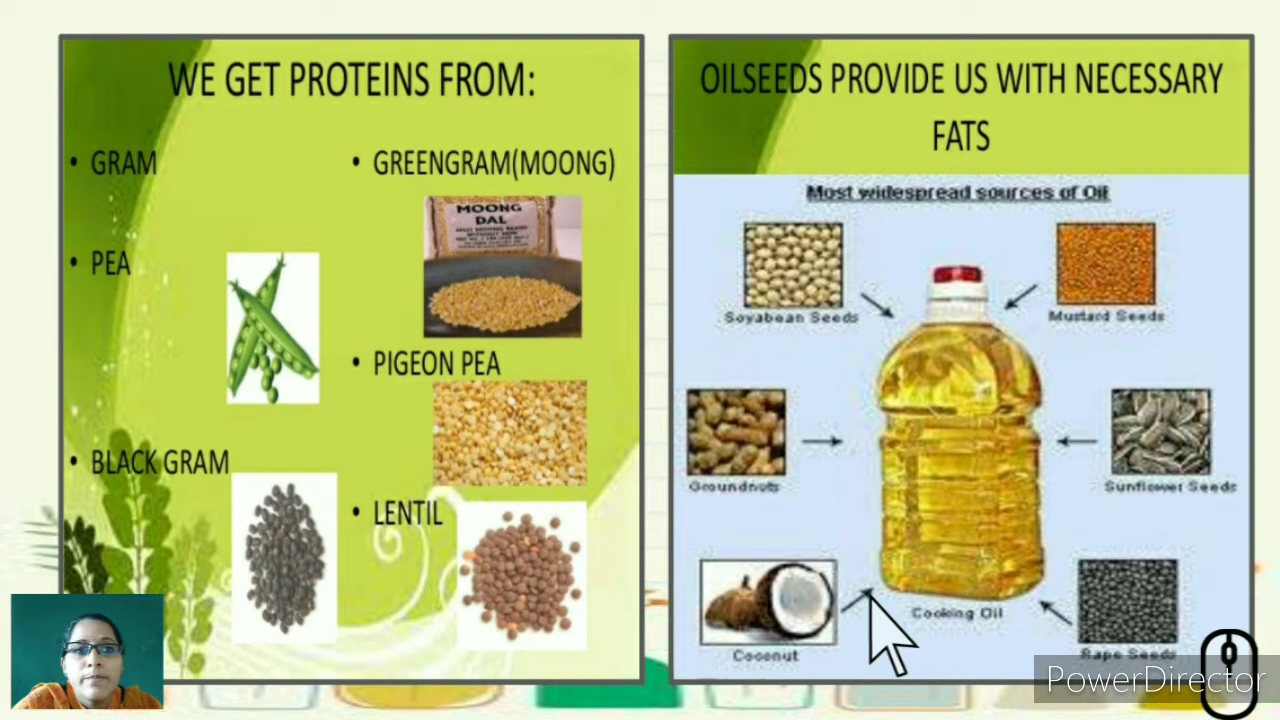 WE GET PROTEINS FROM:
• GRAM
• PEA
• BLACK GRAM
• GREENGRAM(MOONG)
MOONG
DAL
• PIGEON PEA
• LENTIL
OILSEEDS PROVIDE US WITH NECESSARY
FATS
Most widespread sources of Oil
Soyabean Seeds
Mustard Seeds
Groundnuts
Sunflower Seeds
Cooking Oil
Coconut
Rape Seeds
PowerDirector